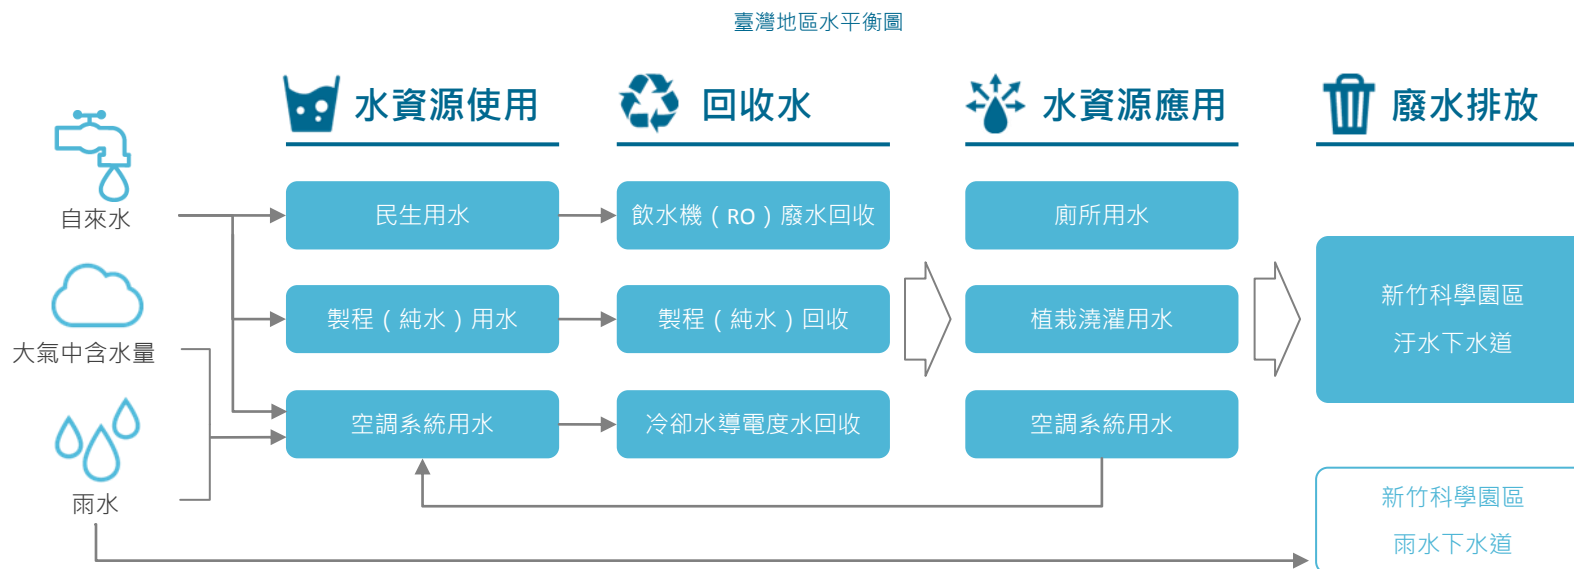 臺灣地區水平衡圖
水資源使用
回收水
水資源應用
廢水排放
自來水
大氣中含水量
雨水
民生用水
飲水機（RO）廢水回收
廁所用水
製程（純水）用水
製程（純水）回收
植栽澆灌用水
空調系統用水
冷卻水導電度水回收
空調系統用水
新竹科學園區
汙水下水道
新竹科學園區
雨水下水道